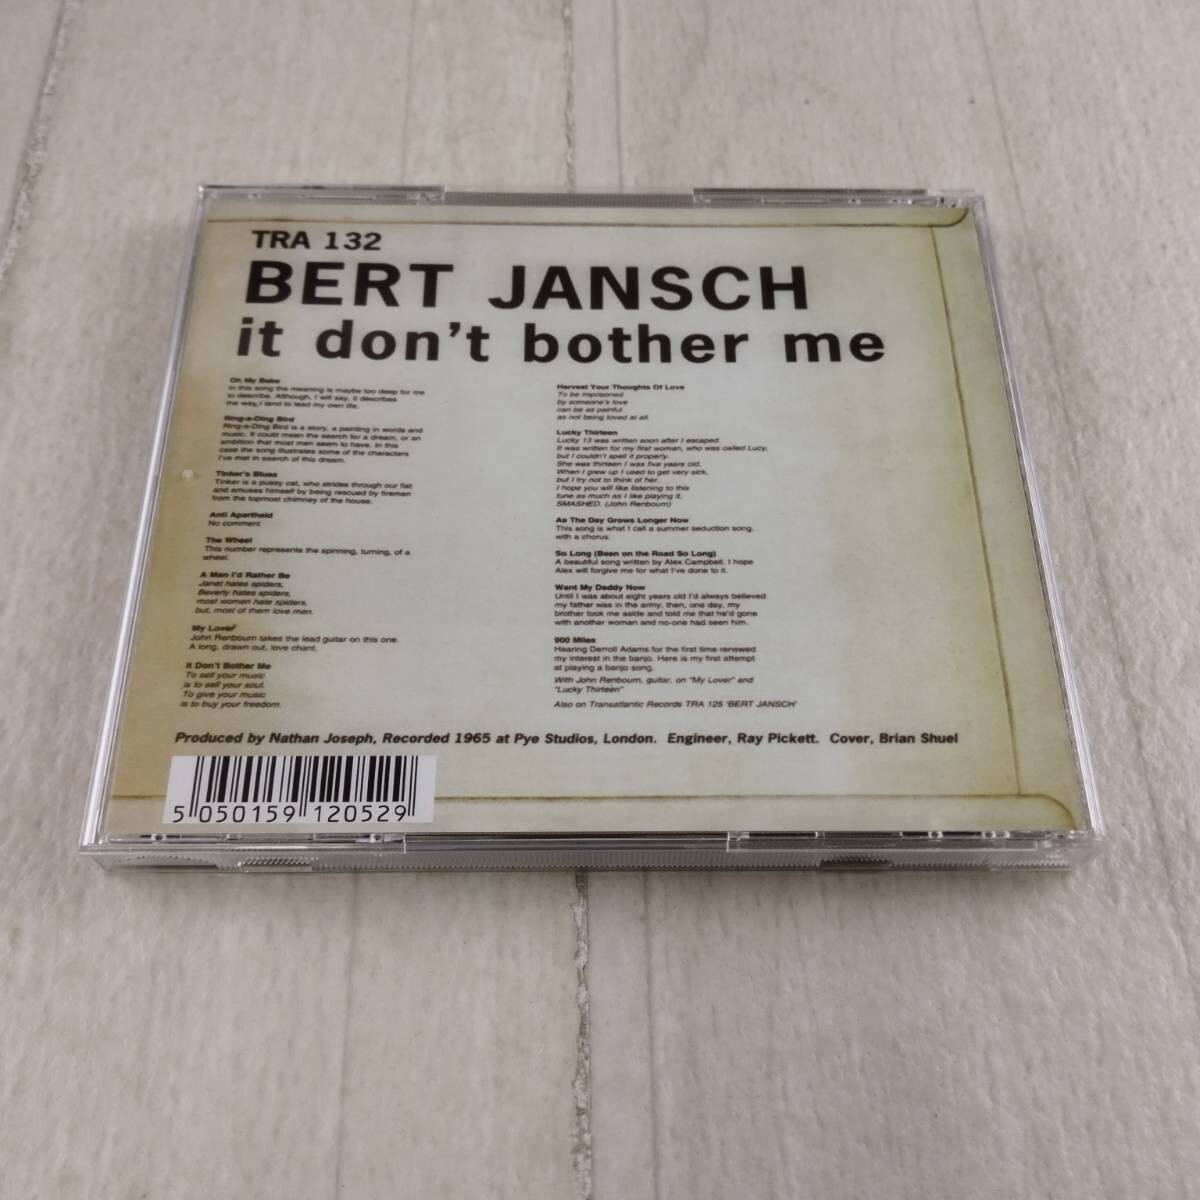 TRA 132
BERT JANSCH
it don't bother me
Oh My Babe
In this song the meaning is maybe too deep for me
to describe. Although, I will say, it describes
the way I tend to lead my own life.
Ring-a-Ding Bird
Ring-a-Ding Bird is a story, a painting in words and
music. It could mean the search for a dream, or an
ambition that most men seem to have. In this
case the song illustrates some of the characters
I've met in search of this dream.
Tinker's Blues
Tinker is a pussy cat, who strides through our flat
and amuses himself by being rescued by firemen
from the topmost chimney of the house.
Anti Apartheid
No comment
The Wheel
This number represents the spinning, turning, of a
wheel.
A Man I'd Rather Be
Janet hates spiders,
Beverly hates spiders,
most women hate spiders,
but, most of them love men.
My Lover
John Renbourn takes the lead guitar on this one.
A long, drawn out, love chant.
It Don't Bother Me
To sell your music
is to sell your soul.
To give your music
is to buy your freedom.
Harvest Your Thoughts Of Love
To be imprisoned
by someone's love
can be as painful
as not being loved at all.
Lucky Thirteen
Lucky 13 was written soon after I escaped.
It was written for my first woman, who was called Lucy,
but I couldn't spell it properly.
She was thirteen I was five years old.
When I grew up I used to get very sick,
but I try not to think of her.
I hope you will like listening to this
tune as much as I like playing it.
SMASHED. (John Renbourn)
As The Day Grows Longer Now
This song is what I call a summer seduction song,
with a chorus.
So Long (Been on the Road So Long)
A beautiful song written by Alex Campbell. I hope
Alex will forgive me for what I've done to it.
Want My Daddy Now
Until I was about eight years old I'd always believed
my father was in the army, then, one day, my
brother took me aside and told me that he'd gone
with another woman and no-one had seen him.
900 Miles
Hearing Derroll Adams for the first time renewed
my interest in the banjo. Here is my first attempt
at playing a banjo song.
With John Renbourn, guitar, on "My Lover" and
"Lucky Thirteen"
Also on Transatlantic Records TRA 125 'BERT JANSCH'
Produced by Nathan Joseph, Recorded 1965 at Pye Studios, London. Engineer, Ray Pickett. Cover, Brian Shuel
5 050159 120529